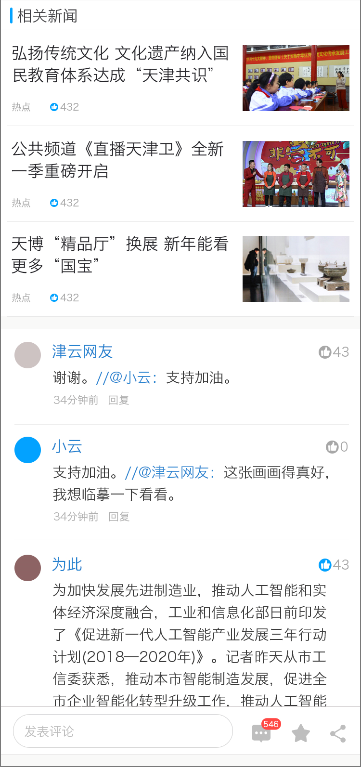 相关新闻
弘扬传统文化 文化遗产纳入国
民教育体系达成“天津共识”
热点 432
公共频道《直播天津卫》全新
一季重磅开启
热点 432
天博“精品厅”换展 新年能看
更多“国宝”
热点 432
津云网友 43
谢谢。//@小云：支持加油。
34分钟前 回复
小云 0
支持加油。//@津云网友：这张画画得真好，
我想临摹一下看看。
34分钟前 回复
为此 43
为加快发展先进制造业，推动人工智能和实
体经济深度融合，工业和信息化部日前印发
了《促进新一代人工智能产业发展三年行动
计划(2018—2020年)》。记者昨天从市工
信委获悉，推动本市智能制造发展，促进全
市企业智能化转型升级工作，推动人工智能
发表评论 546